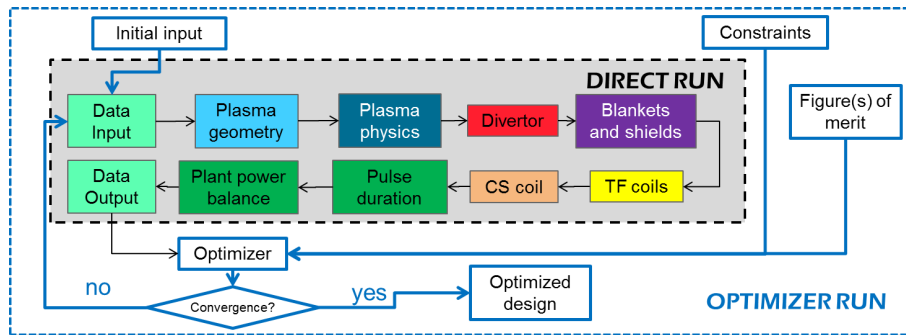 Initial input
Constraints
DIRECT RUN
Figure(s) of
merit
Data
Input
Plasma
geometry
Plasma
physics
Divertor
Blankets
and shields
Data
Output
Plant power
balance
Pulse
duration
CS coil
TF coils
Optimizer
no
Convergence?
yes
Optimized
design
OPTIMIZER RUN